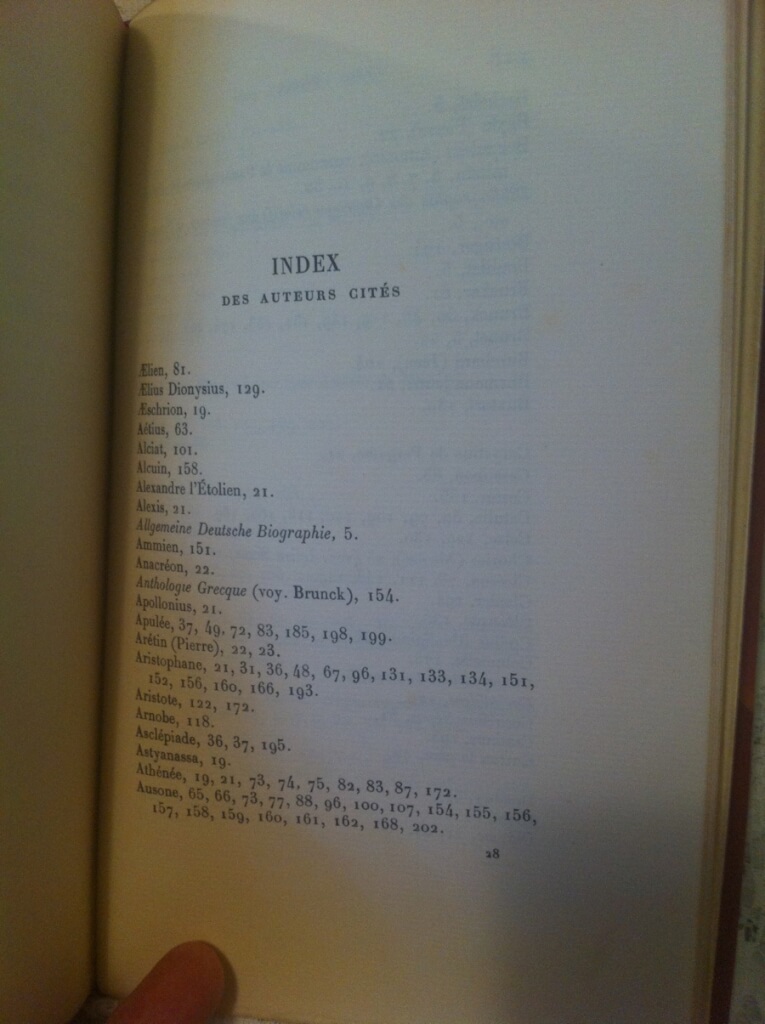 INDEX
DES AUTEURS CITÉS
Ælien, 81.
Ælius Dionysius, 129.
Æschrion, 19.
Aétius, 63.
Alciat, 101.
Alcuin, 158.
Alexandre l'Étolien, 21.
Alexis, 21.
Allgemeine Deutsche Biographie, 5.
Ammien, 151.
Anacréon, 22.
Anthologie Grecque (voy. Brunck), 154.
Apollonius, 21.
Apulée, 37, 49, 72, 83, 185, 198, 199.
Arétin (Pierre), 22, 23.
Aristophane, 21, 31, 36, 48, 67, 96, 131, 133, 134, 151,
152, 156, 160, 166, 193.
Aristote, 122, 172.
Arnobe, 118.
Asclépiade, 36, 37, 195.
Astyanassa, 19.
Athénée, 19, 21, 73, 74, 75, 82, 83, 87, 172.
Ausone, 65, 66, 73, 77, 88, 96, 100, 107, 154, 155, 156,
157, 158, 159, 160, 161, 162, 168, 202.
28